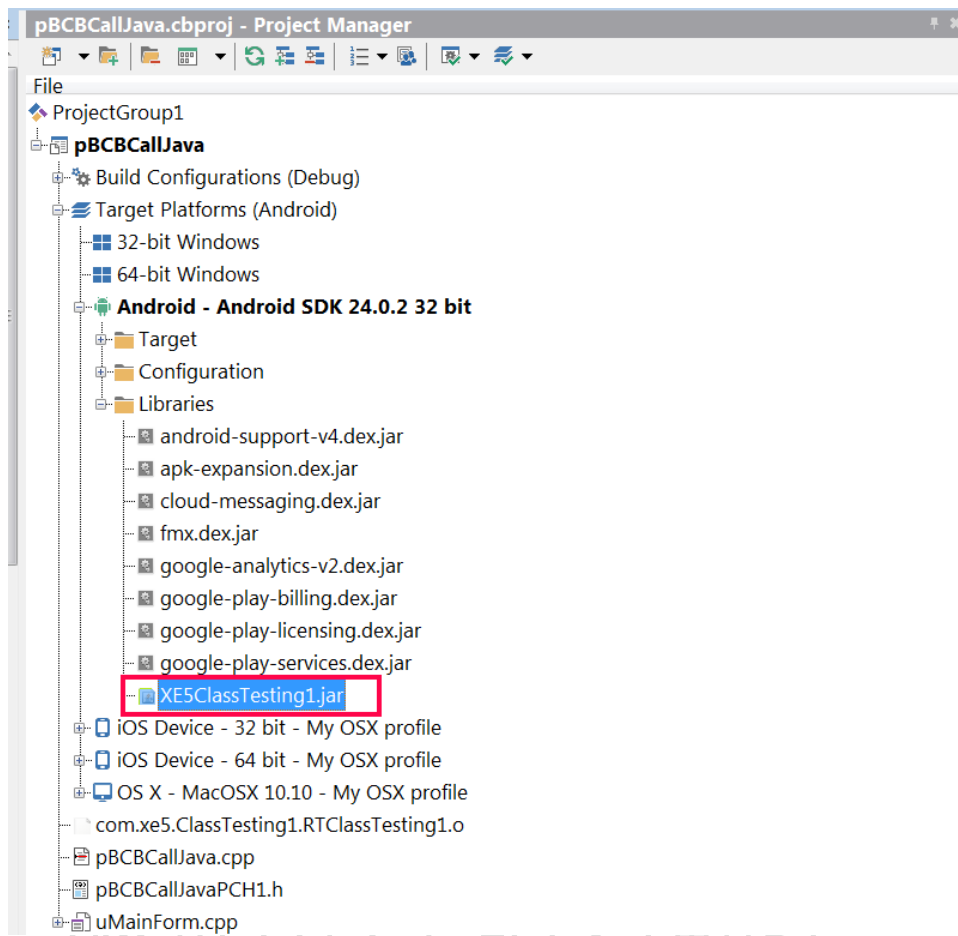 pBCBCallJava.cbproj - Project Manager
File
ProjectGroup1
pBCBCallJava
Build Configurations (Debug)
Target Platforms (Android)
32-bit Windows
64-bit Windows
Android - Android SDK 24.0.2 32 bit
Target
Configuration
Libraries
android-support-v4.dex.jar
apk-expansion.dex.jar
cloud-messaging.dex.jar
fmx.dex.jar
google-analytics-v2.dex.jar
google-play-billing.dex.jar
google-play-licensing.dex.jar
google-play-services.dex.jar
XE5ClassTesting1.jar
iOS Device - 32 bit - My OSX profile
iOS Device - 64 bit - My OSX profile
OS X - MacOSX 10.10 - My OSX profile
com.xe5.ClassTesting1.RTClassTesting1.o
pBCBCallJava.cpp
pBCBCallJavaPCH1.h
uMainForm.cpp